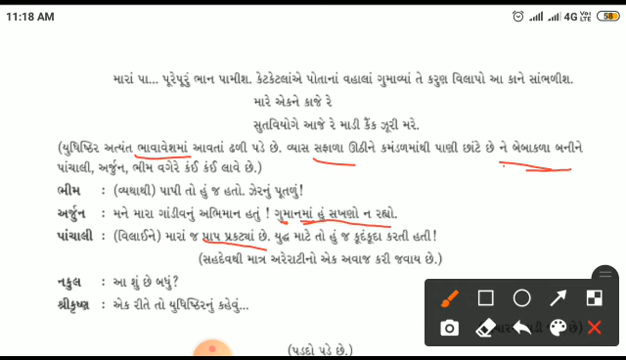 11:18 AM
4G
58
મારાં પા... પૂરેપૂરું ભાન પામીશ. કેટકેટલાંએ પોતાનાં વહાલાં ગુમાવ્યાં તે કરુણ વિલાપો આ કાને સાંભળીશ.
મારે એકને કાજે રે
સુતવિયોગે આજે રે માડી કૈંક ઝૂરી મરે.
(યુધિષ્ઠિર અત્યંત ભાવાવેશમાં આવતાં ઢળી પડે છે. વ્યાસ સફાળા ઊઠીને કમંડળમાંથી પાણી છાંટે છે ને બેબાકળા બનીને
પાંચાલી, અર્જુન, ભીમ વગેરે કંઈ કંઈ લાવે છે.)
ભીમ : (વ્યથાથી) પાપી તો હું જ હતો. ઝેરનું પૂતળું!
અર્જુન : મને મારા ગાંડીવનું અભિમાન હતું ! ગુમાનમાં હું સખણો ન રહ્યો.
પાંચાલી : (વિલાઈને) મારાં જ પાપ પ્રકટ્યાં છે. યુદ્ધ માટે તો હું જ કૂદંકૂદા કરતી હતી!
(સહદેવથી માત્ર અરેરાટીનો એક અવાજ કરી જવાય છે.)
નકુલ : આ શું છે બધું?
શ્રીકૃષ્ણ : એક રીતે તો યુધિષ્ઠિરનું કહેવું...
(પડદો પડે છે.)